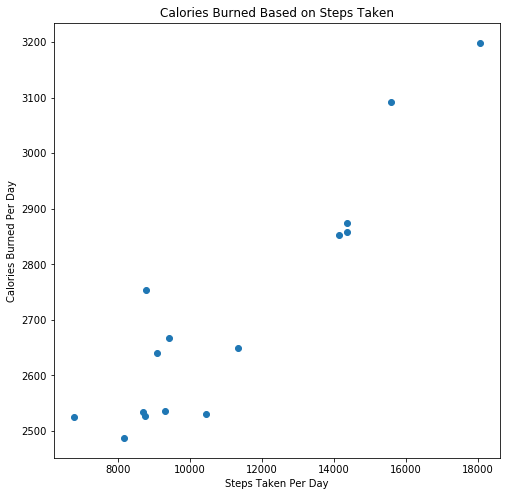 Calories Burned Based on Steps Taken
3200
3100
3000
2900
2800
2700
2600
2500
Calories Burned Per Day
8000 10000 12000 14000 16000 18000
Steps Taken Per Day